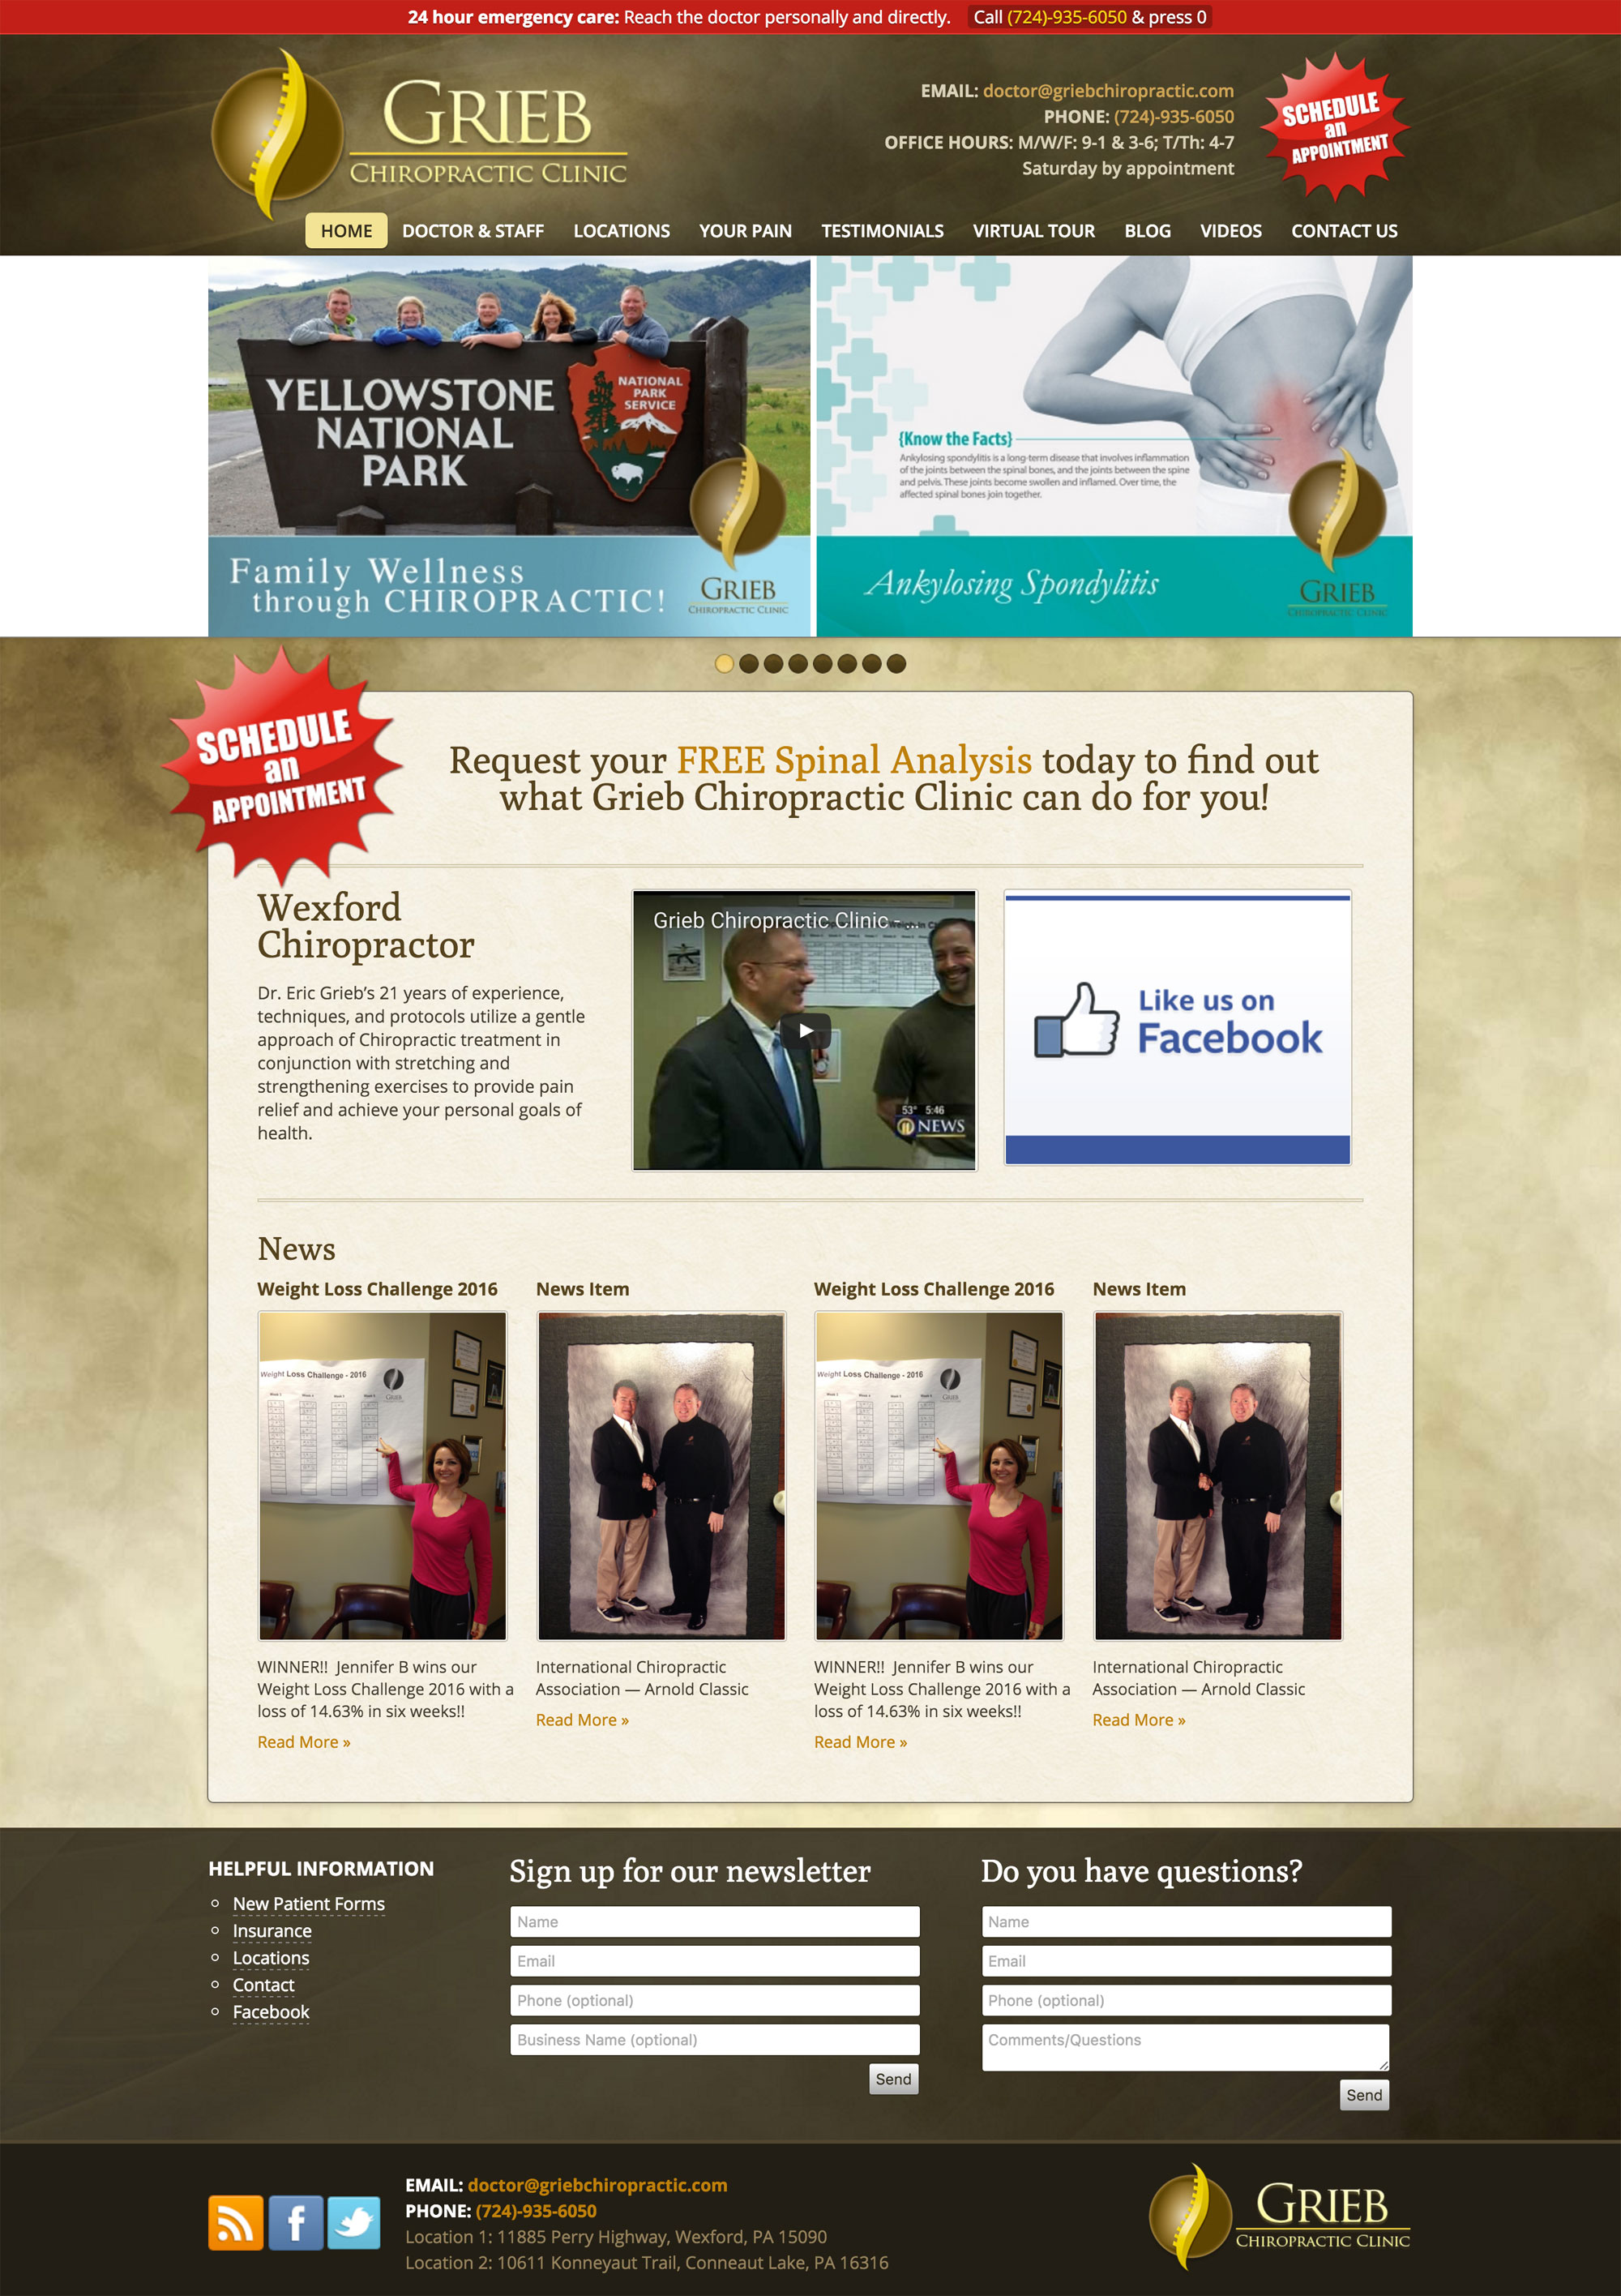 24 hour emergency care: Reach the doctor personally and directly. Call (724)-935-6050 & press 0
GRIEB
CHIROPRACTIC CLINIC
EMAIL: doctor@griebchiropractic.com
PHONE: (724)-935-6050
OFFICE HOURS: M/W/F: 9-1 & 3-6; T/Th: 4-7
Saturday by appointment
SCHEDULE
an
APPOINTMENT
HOME DOCTOR & STAFF LOCATIONS YOUR PAIN TESTIMONIALS VIRTUAL TOUR BLOG VIDEOS CONTACT US
YELLOWSTONE
NATIONAL
PARK
NATIONAL
PARK
SERVICE
Family Wellness
through CHIROPRACTIC!
GRIEB
CHIROPRACTIC CLINIC
{Know the Facts}
Ankylosing spondylitis is a long-term disease that involves inflammation
of the joints between the spinal bones, and the joints between the spine
and pelvis. These joints become swollen and inflamed. Over time, the
affected spinal bones join together.
Ankylosing Spondylitis
GRIEB
CHIROPRACTIC CLINIC
SCHEDULE
an
APPOINTMENT
Request your FREE Spinal Analysis today to find out
what Grieb Chiropractic Clinic can do for you!
Wexford
Chiropractor
Dr. Eric Grieb’s 21 years of experience,
techniques, and protocols utilize a gentle
approach of Chiropractic treatment in
conjunction with stretching and
strengthening exercises to provide pain
relief and achieve your personal goals of
health.
Grieb Chiropractic Clinic - ...
53° 5:46
11 NEWS
Like us on
Facebook
News
Weight Loss Challenge 2016
Weight Loss Challenge - 2016
GRIEB
WINNER!! Jennifer B wins our
Weight Loss Challenge 2016 with a
loss of 14.63% in six weeks!!
Read More »
News Item
International Chiropractic
Association — Arnold Classic
Read More »
Weight Loss Challenge 2016
Weight Loss Challenge - 2016
GRIEB
WINNER!! Jennifer B wins our
Weight Loss Challenge 2016 with a
loss of 14.63% in six weeks!!
Read More »
News Item
International Chiropractic
Association — Arnold Classic
Read More »
HELPFUL INFORMATION
New Patient Forms
Insurance
Locations
Contact
Facebook
Sign up for our newsletter
Name
Email
Phone (optional)
Business Name (optional)
Send
Do you have questions?
Name
Email
Phone (optional)
Comments/Questions
Send
EMAIL: doctor@griebchiropractic.com
PHONE: (724)-935-6050
Location 1: 11885 Perry Highway, Wexford, PA 15090
Location 2: 10611 Konneyaut Trail, Conneaut Lake, PA 16316
GRIEB
CHIROPRACTIC CLINIC